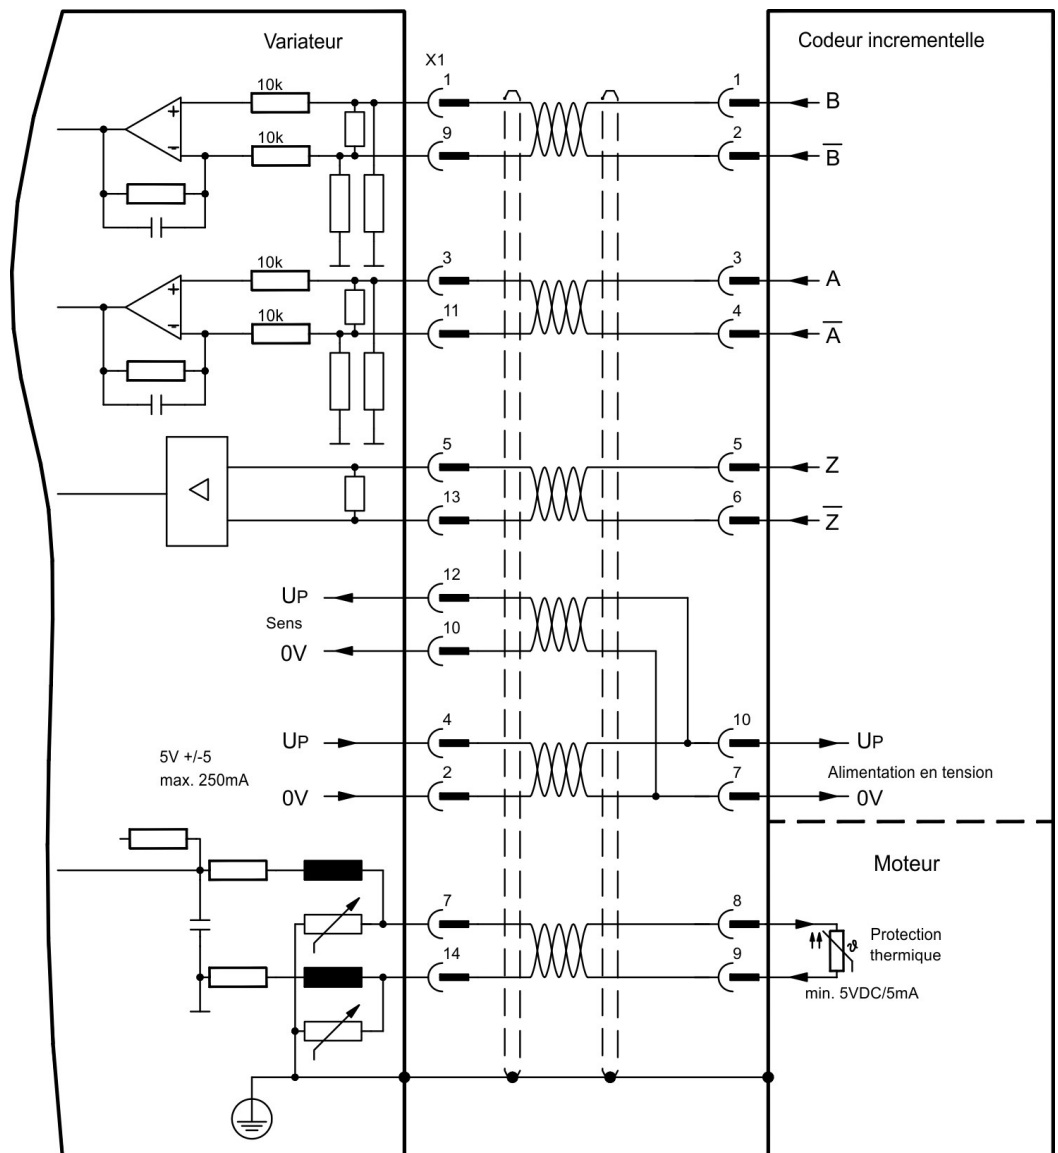 Variateur
Codeur incrementelle
X1
1
1
B
10k
9
2
B̅
10k
3
3
A
10k
11
4
A̅
10k
5
5
Z
13
6
Z̅
12
UP
Sens
10
0V
4
10
UP
UP
5V +/-5
max. 250mA
Alimentation en tension
2
7
0V
0V
Moteur
7
8
Protection
thermique
ϑ
14
9
min. 5VDC/5mA